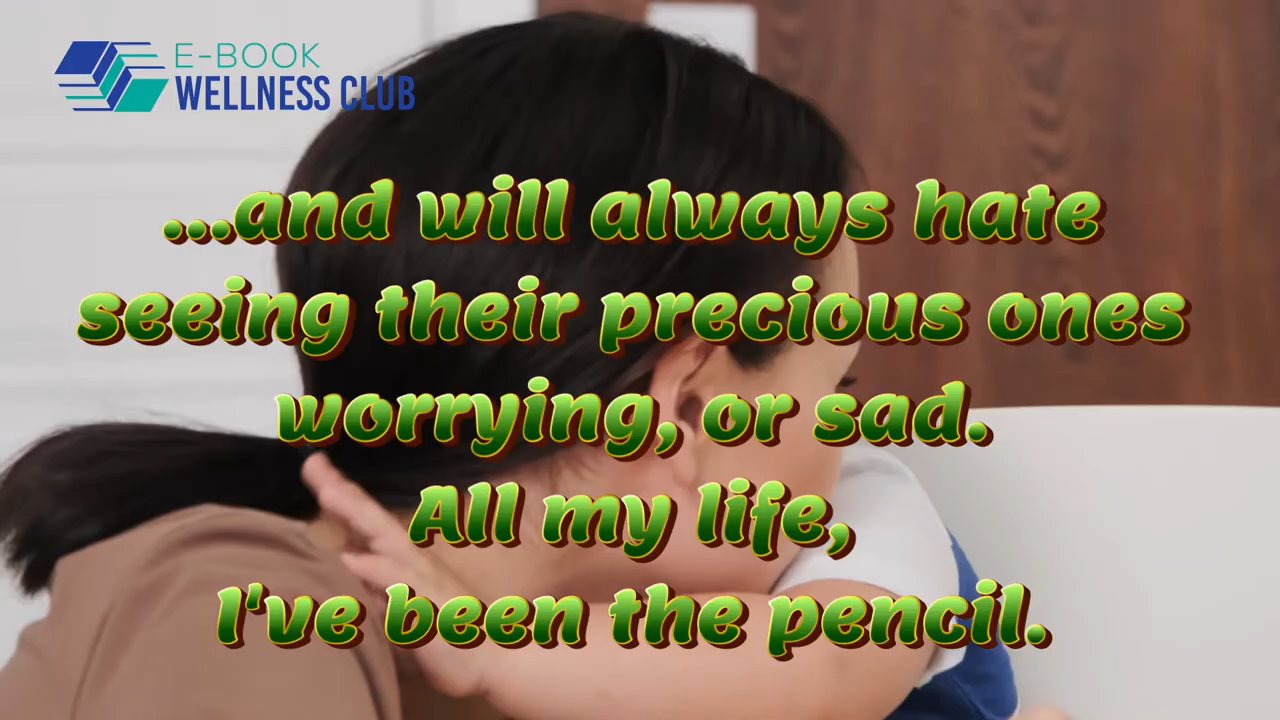 E-BOOK
WELLNESS CLUB
...and will always hate
seeing their precious ones
worrying, or sad.
All my life,
I've been the pencil.